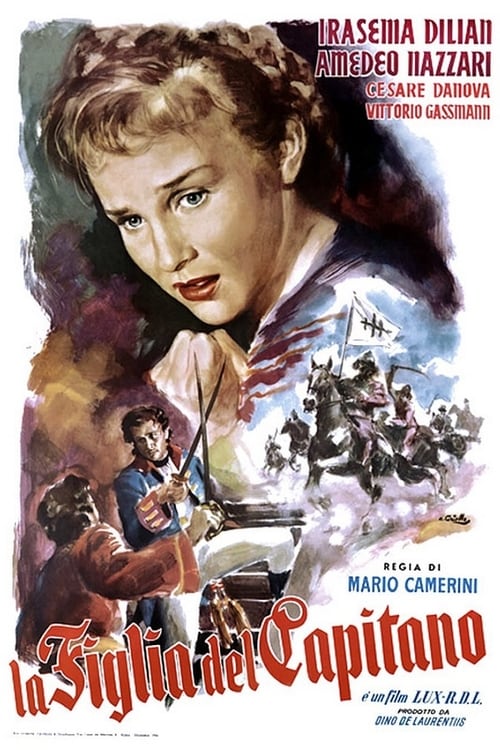 IRASEMA DILIAN
AMEDEO NAZZARI
CESARE DANOVA
VITTORIO GASSMANN
REGIA DI
MARIO CAMERINI
la Figlia del Capitano
é un film LUX-R.D.L.
PRODOTTO DA
DINO DE LAURENTIIS